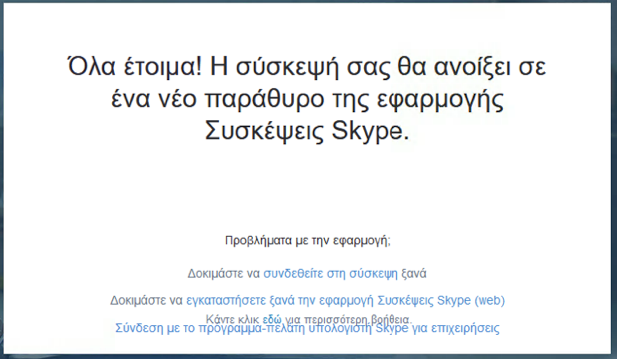 Όλα έτοιμα! Η σύσκεψή σας θα ανοίξει σε
ένα νέο παράθυρο της εφαρμογής
Συσκέψεις Skype.
Προβλήματα με την εφαρμογή;
Δοκιμάστε να συνδεθείτε στη σύσκεψη ξανά
Δοκιμάστε να εγκαταστήσετε ξανά την εφαρμογή Συσκέψεις Skype (web)
Κάντε κλικ εδώ για περισσότερη βοήθεια.
Σύνδεση με το πρόγραμμα-πελάτη υπολογιστή Skype για επιχειρήσεις